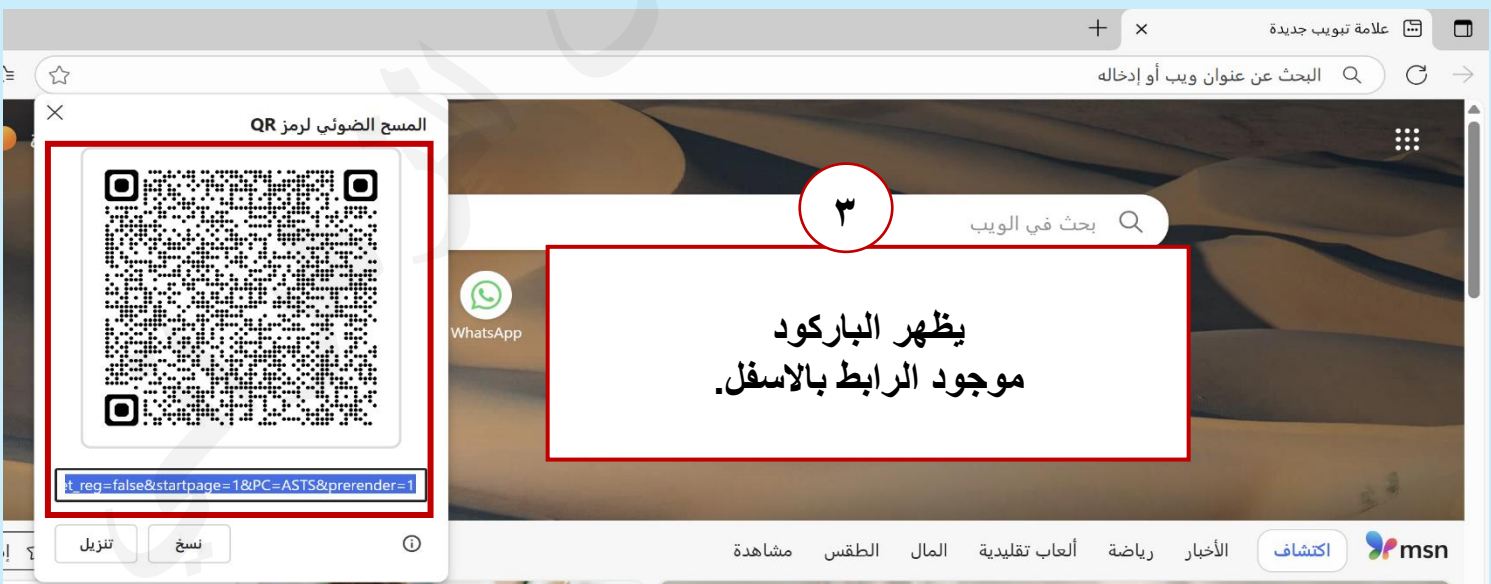 علامة تبويب جديدة
البحث عن عنوان ويب أو إدخاله
المسح الضوئي لرمز QR
٣
بحث في الويب
WhatsApp
يظهر الباركود
موجود الرابط بالاسفل.
et_reg=false&startpage=1&PC=ASTS&prerender=1
نسخ
تنزيل
msn
اكتشاف
الأخبار
رياضة
ألعاب تقليدية
المال
الطقس
مشاهدة